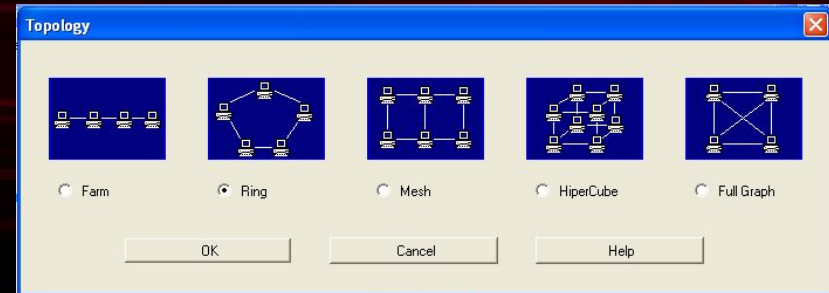 Topology
Farm
Ring
Mesh
HiperCube
Full Graph
OK
Cancel
Help